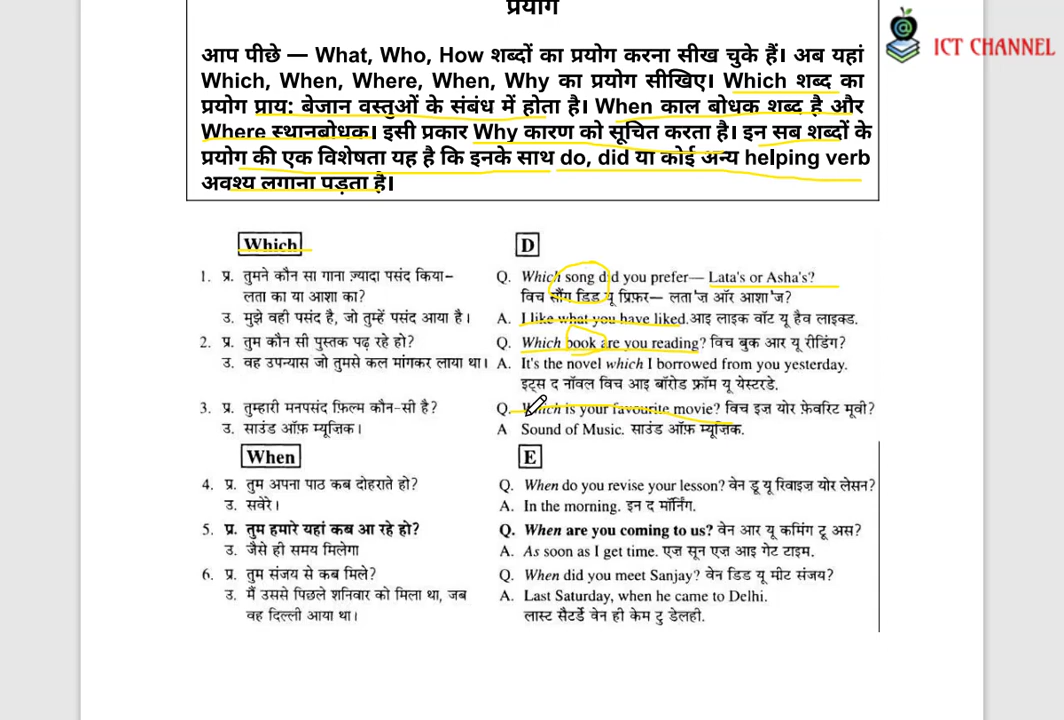 प्रयोग
ICT CHANNEL
आप पीछे — What, Who, How शब्दों का प्रयोग करना सीख चुके हैं। अब यहां
Which, When, Where, When, Why का प्रयोग सीखिए। Which शब्द का
प्रयोग प्राय: बेजान वस्तुओं के संबंध में होता है। When काल बोधक शब्द है और
Where स्थानबोधक। इसी प्रकार Why कारण को सूचित करता है। इन सब शब्दों के
प्रयोग की एक विशेषता यह है कि इनके साथ do, did या कोई अन्य helping verb
अवश्य लगाना पड़ता है।
Which D
1. प्र. तुमने कौन सा गाना ज़्यादा पसंद किया– Q. Which song did you prefer— Lata's or Asha's?
लता का या आशा का? विच सौंग डिड यू प्रिफ़र— लता'ज़ ऑर आशा'ज़?
उ. मुझे वही पसंद है, जो तुम्हें पसंद आया है। A. I like what you have liked. आइ लाइक वॉट यू हैव लाइक्ड.
2. प्र. तुम कौन सी पुस्तक पढ़ रहे हो? Q. Which book are you reading? विच बुक आर यू रीडिंग?
उ. वह उपन्यास जो तुमसे कल मांगकर लाया था। A. It's the novel which I borrowed from you yesterday.
इट्स द नॉवल विच आइ बॉरोड फ्रॉम यू येस्टरडे.
3. प्र. तुम्हारी मनपसंद फ़िल्म कौन-सी है? Q. Which is your favourite movie? विच इज़ योर फ़ेवरिट मूवी?
उ. साउंड ऑफ़ म्यूज़िक। A Sound of Music. साउंड ऑफ़ म्यूज़िक.
When E
4. प्र. तुम अपना पाठ कब दोहराते हो? Q. When do you revise your lesson? वेन डू यू रिवाइज़ योर लेसन?
उ. सवेरे। A. In the morning. इन द मॉर्निंग.
5. प्र. तुम हमारे यहां कब आ रहे हो? Q. When are you coming to us? वेन आर यू कमिंग टू अस?
उ. जैसे ही समय मिलेगा A. As soon as I get time. एज़ सून एज़ आइ गेट टाइम.
6. प्र. तुम संजय से कब मिले? Q. When did you meet Sanjay? वेन डिड यू मीट संजय?
उ. मैं उससे पिछले शनिवार को मिला था, जब A. Last Saturday, when he came to Delhi.
वह दिल्ली आया था। लास्ट सैटर्डे वेन ही केम टु डेलही.